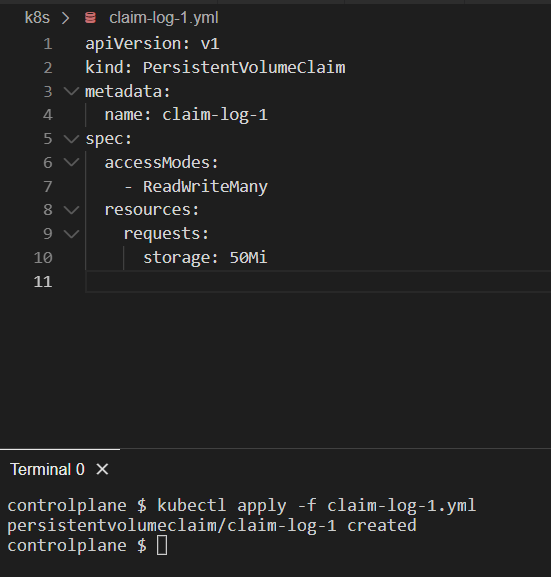 k8s > claim-log-1.yml
1 apiVersion: v1
2 kind: PersistentVolumeClaim
3 metadata:
4   name: claim-log-1
5 spec:
6   accessModes:
7     - ReadWriteMany
8   resources:
9     requests:
10       storage: 50Mi
11
Terminal 0 ×
controlplane $ kubectl apply -f claim-log-1.yml
persistentvolumeclaim/claim-log-1 created
controlplane $